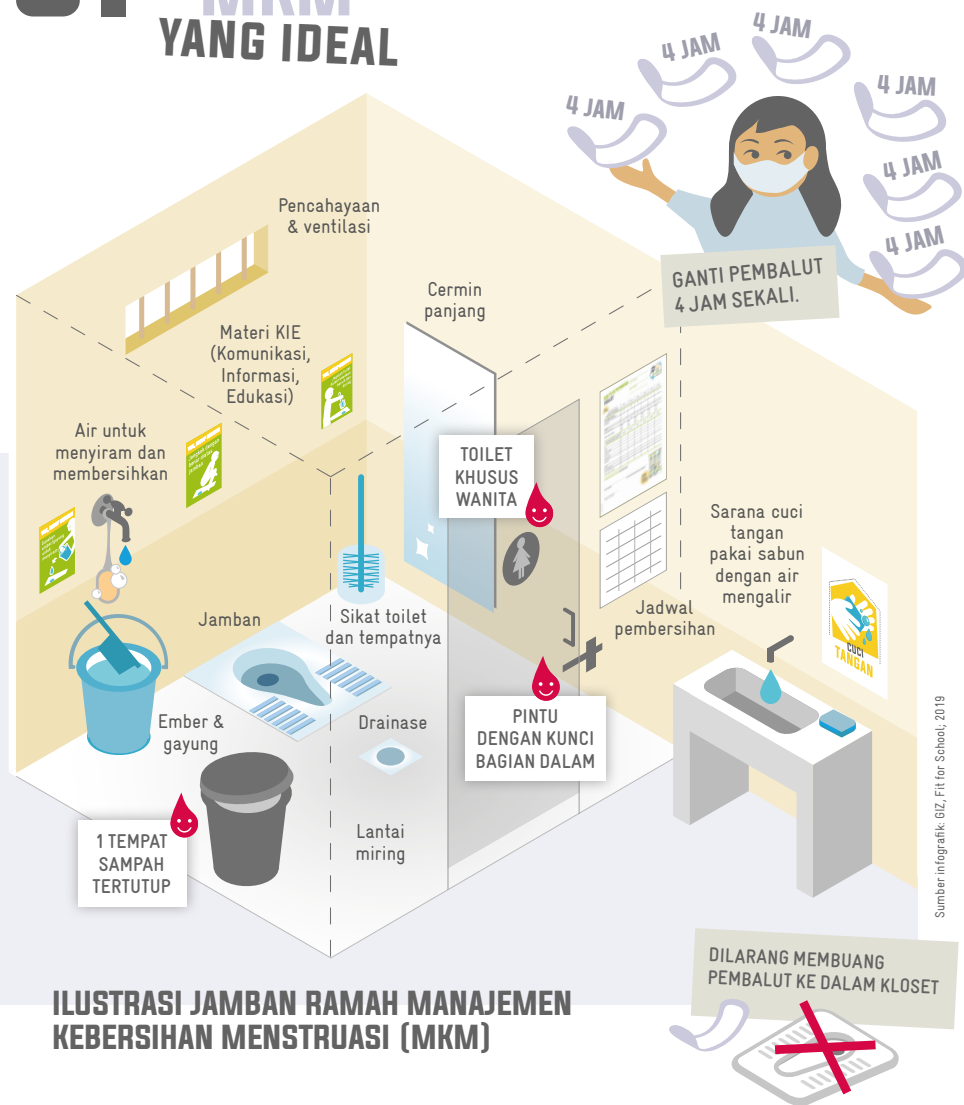 MKM
YANG IDEAL
4 JAM
4 JAM
4 JAM
4 JAM
4 JAM
4 JAM
GANTI PEMBALUT
4 JAM SEKALI.
Pencahayaan
& ventilasi
Cermin
panjang
Materi KIE
(Komunikasi,
Informasi,
Edukasi)
Air untuk
menyiram dan
membersihkan
TOILET
KHUSUS
WANITA
Sarana cuci
tangan
pakai sabun
dengan air
mengalir
CUCI
TANGAN
Jamban
Sikat toilet
dan tempatnya
Jadwal
pembersihan
Ember &
gayung
Drainase
PINTU
DENGAN KUNCI
BAGIAN DALAM
1 TEMPAT
SAMPAH
TERTUTUP
Lantai
miring
Sumber infografik: GIZ, Fit for School; 2019
DILARANG MEMBUANG
PEMBALUT KE DALAM KLOSET
ILUSTRASI JAMBAN RAMAH MANAJEMEN
KEBERSIHAN MENSTRUASI (MKM)